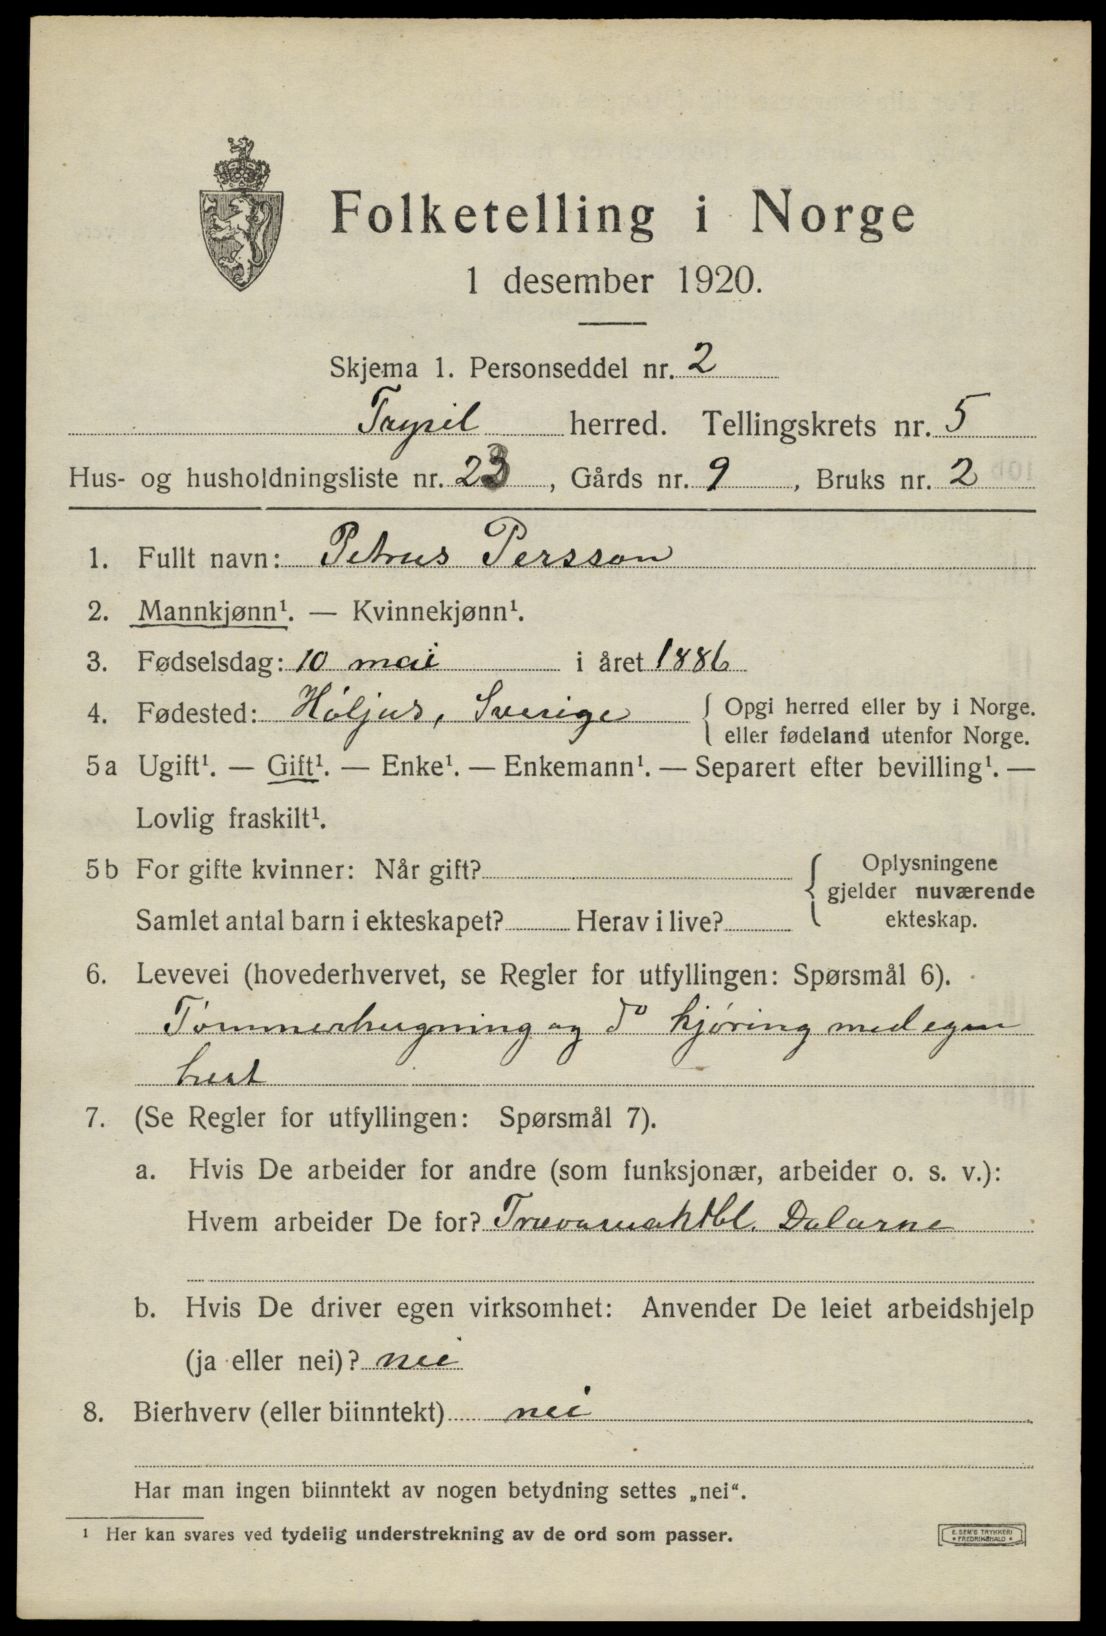 Folketelling i Norge
1 desember 1920.
Skjema 1. Personseddel nr. 2
Trysil herred. Tellingskrets nr. 5
Hus- og husholdningsliste nr. 23, Gårds nr. 9, Bruks nr. 2
1. Fullt navn: Petrus Persson
2. Mannkjønn¹. — Kvinnekjønn¹.
3. Fødselsdag: 10 mai i året 1886
4. Fødested: Höljus, Sverige { Opgi herred eller by i Norge.
eller fødeland utenfor Norge.
5a Ugift¹. — Gift¹. — Enke¹. — Enkemann¹. — Separert efter bevilling¹. —
Lovlig fraskilt¹.
5b For gifte kvinner: Når gift?
Samlet antal barn i ekteskapet? Herav i live?
{ Oplysningene
gjelder nuværende
ekteskap.
6. Levevei (hovederhvervet, se Regler for utfyllingen: Spørsmål 6).
Tømmerhugning og do kjøring med egen
hest
7. (Se Regler for utfyllingen: Spørsmål 7).
a. Hvis De arbeider for andre (som funksjonær, arbeider o. s. v.):
Hvem arbeider De for? Dalarne
b. Hvis De driver egen virksomhet: Anvender De leiet arbeidshjelp
(ja eller nei)? nei
8. Bierhverv (eller biinntekt) nei
Har man ingen biinntekt av nogen betydning settes „nei“.
¹ Her kan svares ved tydelig understrekning av de ord som passer.
E. SEM'S TRYKKERI
* FREDRIKSHALD *